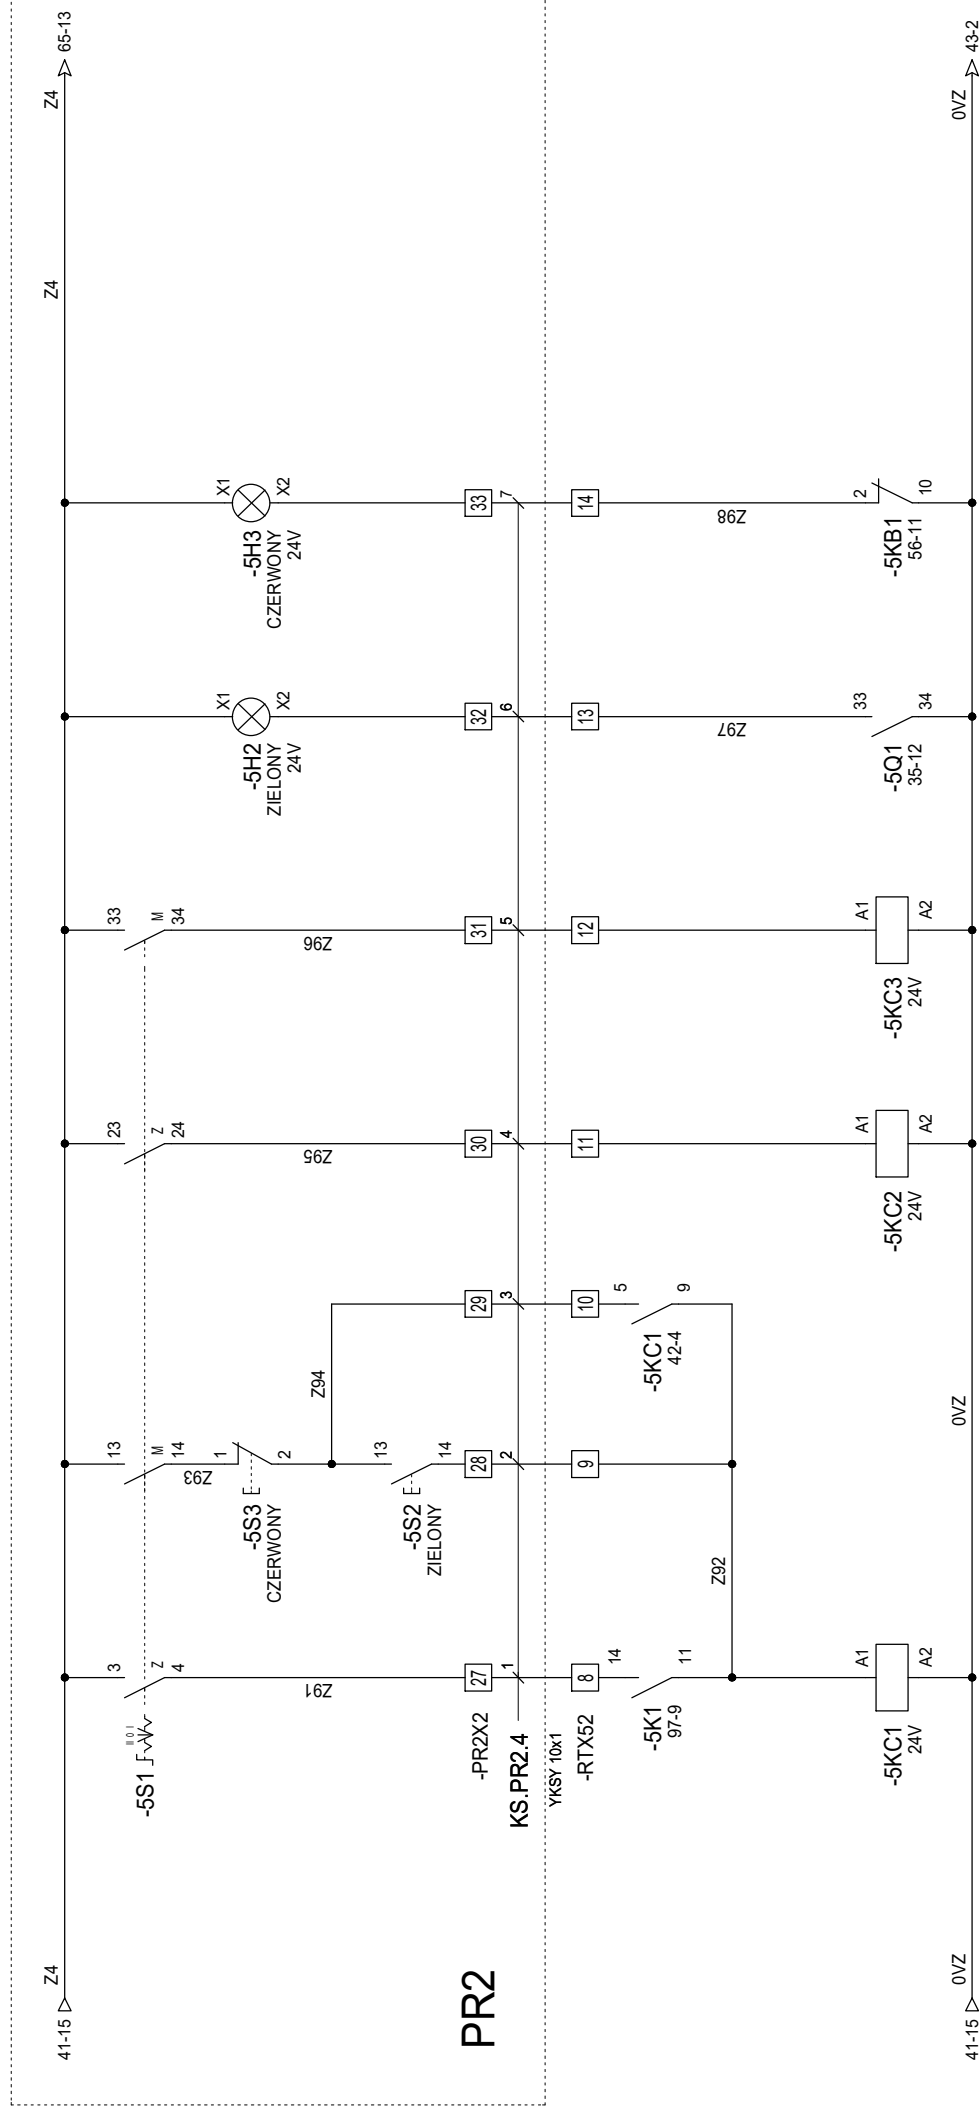 41-15
Z4
Z4
Z4
65-13
-5S1
II 0 I
3
Z
4
13
M
14
23
Z
24
33
M
34
Z91
Z93
1
2
-5S3
CZERWONY
Z94
13
14
-5S2
ZIELONY
Z95
Z96
X1
X2
-5H2
ZIELONY
24V
X1
X2
-5H3
CZERWONY
24V
PR2
-PR2X2
27
28
29
30
31
32
33
KS.PR2.4
1
2
3
4
5
6
7
YKSY 10x1
-RTX52
8
9
10
11
12
13
14
14
11
-5K1
97-9
5
9
-5KC1
42-4
Z92
Z97
Z98
A1
A2
-5KC1
24V
A1
A2
-5KC2
24V
A1
A2
-5KC3
24V
33
34
-5Q1
35-12
2
10
-5KB1
56-11
41-15
0VZ
0VZ
0VZ
43-2